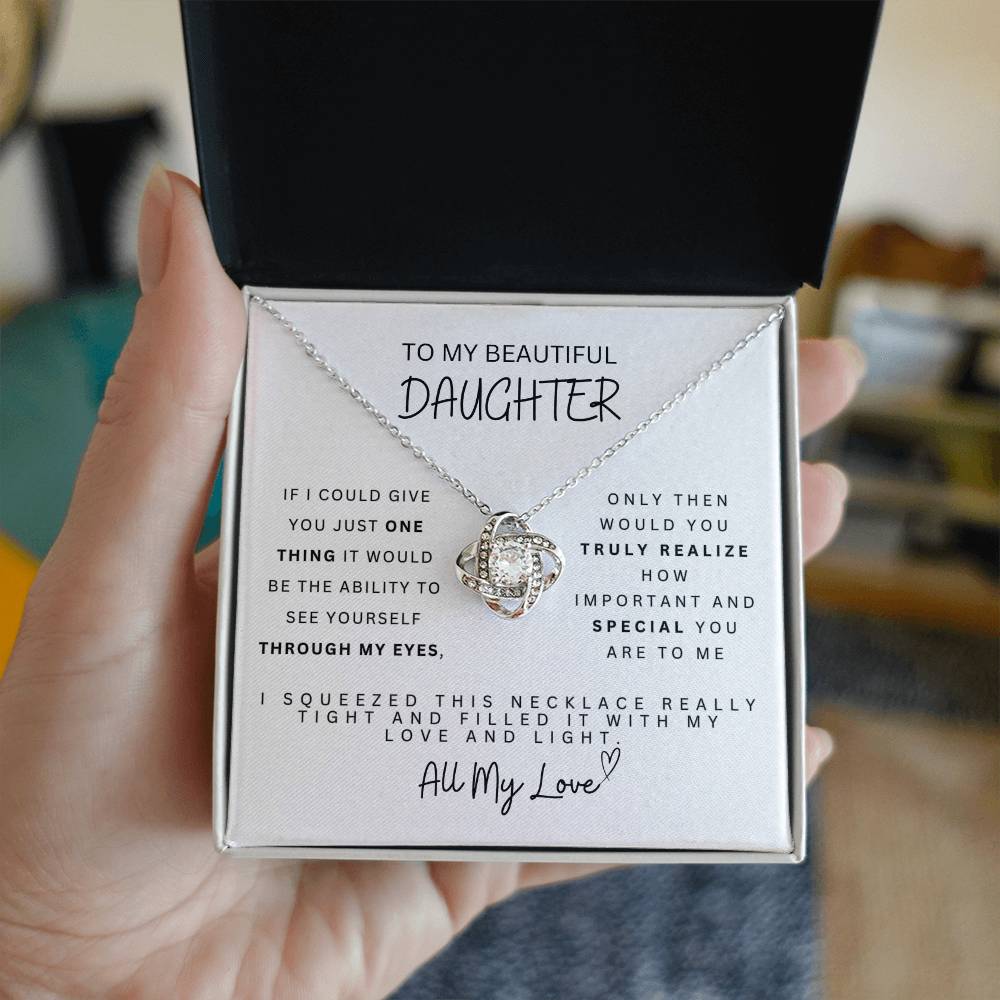 TO MY BEAUTIFUL
DAUGHTER
IF I COULD GIVE
YOU JUST ONE
THING IT WOULD
BE THE ABILITY TO
SEE YOURSELF
THROUGH MY EYES,
ONLY THEN
WOULD YOU
TRULY REALIZE
HOW
IMPORTANT AND
SPECIAL YOU
ARE TO ME
I SQUEEZED THIS NECKLACE REALLY
TIGHT AND FILLED IT WITH MY
LOVE AND LIGHT.
All My Love